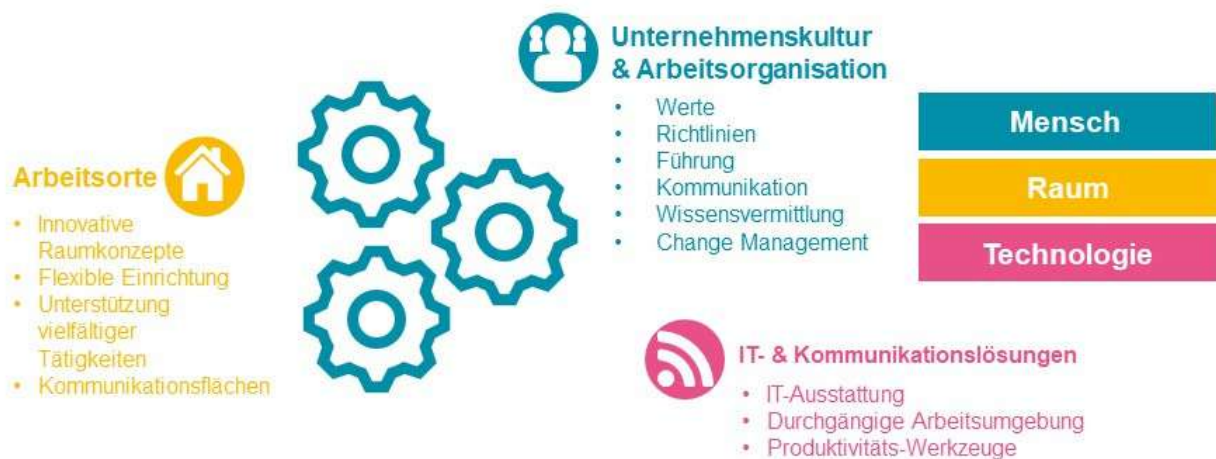 Unternehmenskultur
& Arbeitsorganisation
• Werte
• Richtlinien
• Führung
• Kommunikation
• Wissensvermittlung
• Change Management
Mensch
Raum
Technologie
Arbeitsorte
• Innovative
Raumkonzepte
• Flexible Einrichtung
• Unterstützung
vielfältiger
Tätigkeiten
• Kommunikationsflächen
IT- & Kommunikationslösungen
• IT-Ausstattung
• Durchgängige Arbeitsumgebung
• Produktivitäts-Werkzeuge